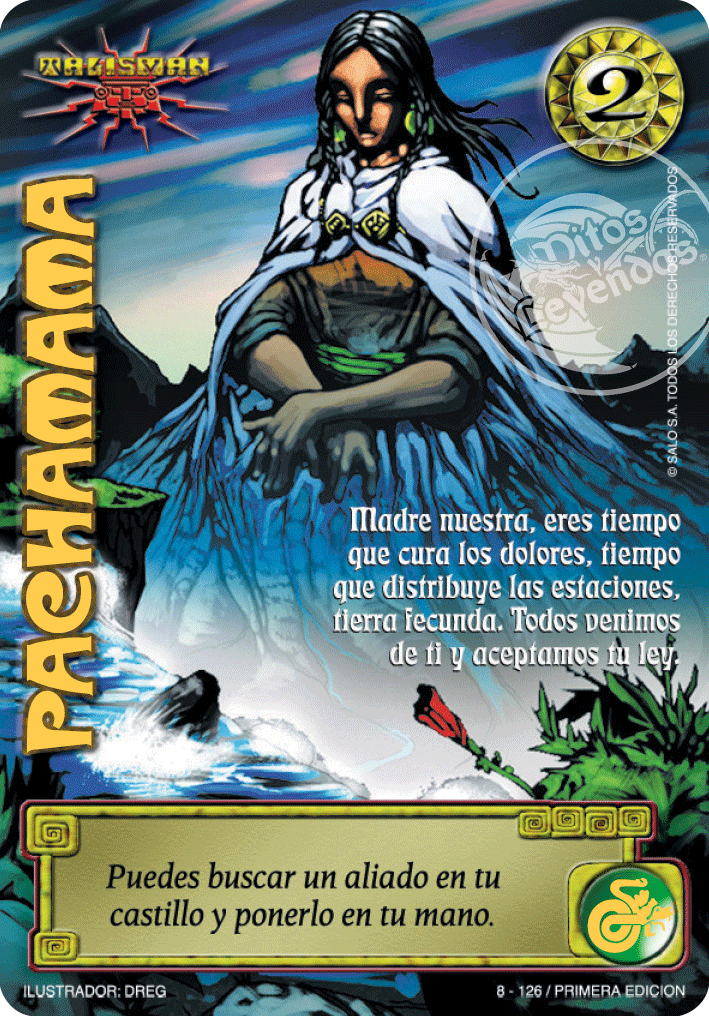 TALISMAN
2
PACHAMAMA
Mitos
y
Leyendas
®
© SALO S.A. TODOS LOS DERECHOS RESERVADOS
Madre nuestra, eres tiempo
que cura los dolores, tiempo
que distribuye las estaciones,
tierra fecunda. Todos venimos
de ti y aceptamos tu ley.
Puedes buscar un aliado en tu
castillo y ponerlo en tu mano.
ILUSTRADOR: DREG
8 - 126 / PRIMERA EDICION